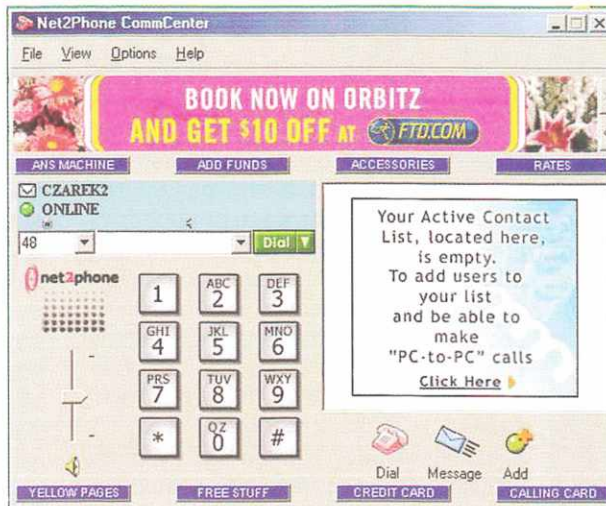 Net2Phone CommCenter
File View Options Help
BOOK NOW ON ORBITZ
AND GET $10 OFF AT FTD.COM
ANS MACHINE ADD FUNDS ACCESSORIES RATES
CZAREK2
ONLINE
48 Dial
net2phone
1 ABC 2 DEF 3
GHI 4 JKL 5 MNO 6
PRS 7 TUV 8 WXY 9
* QZ 0 #
Your Active Contact
List, located here,
is empty.
To add users to
your list
and be able to
make
"PC-to-PC" calls
Click Here
Dial Message Add
YELLOW PAGES FREE STUFF CREDIT CARD CALLING CARD